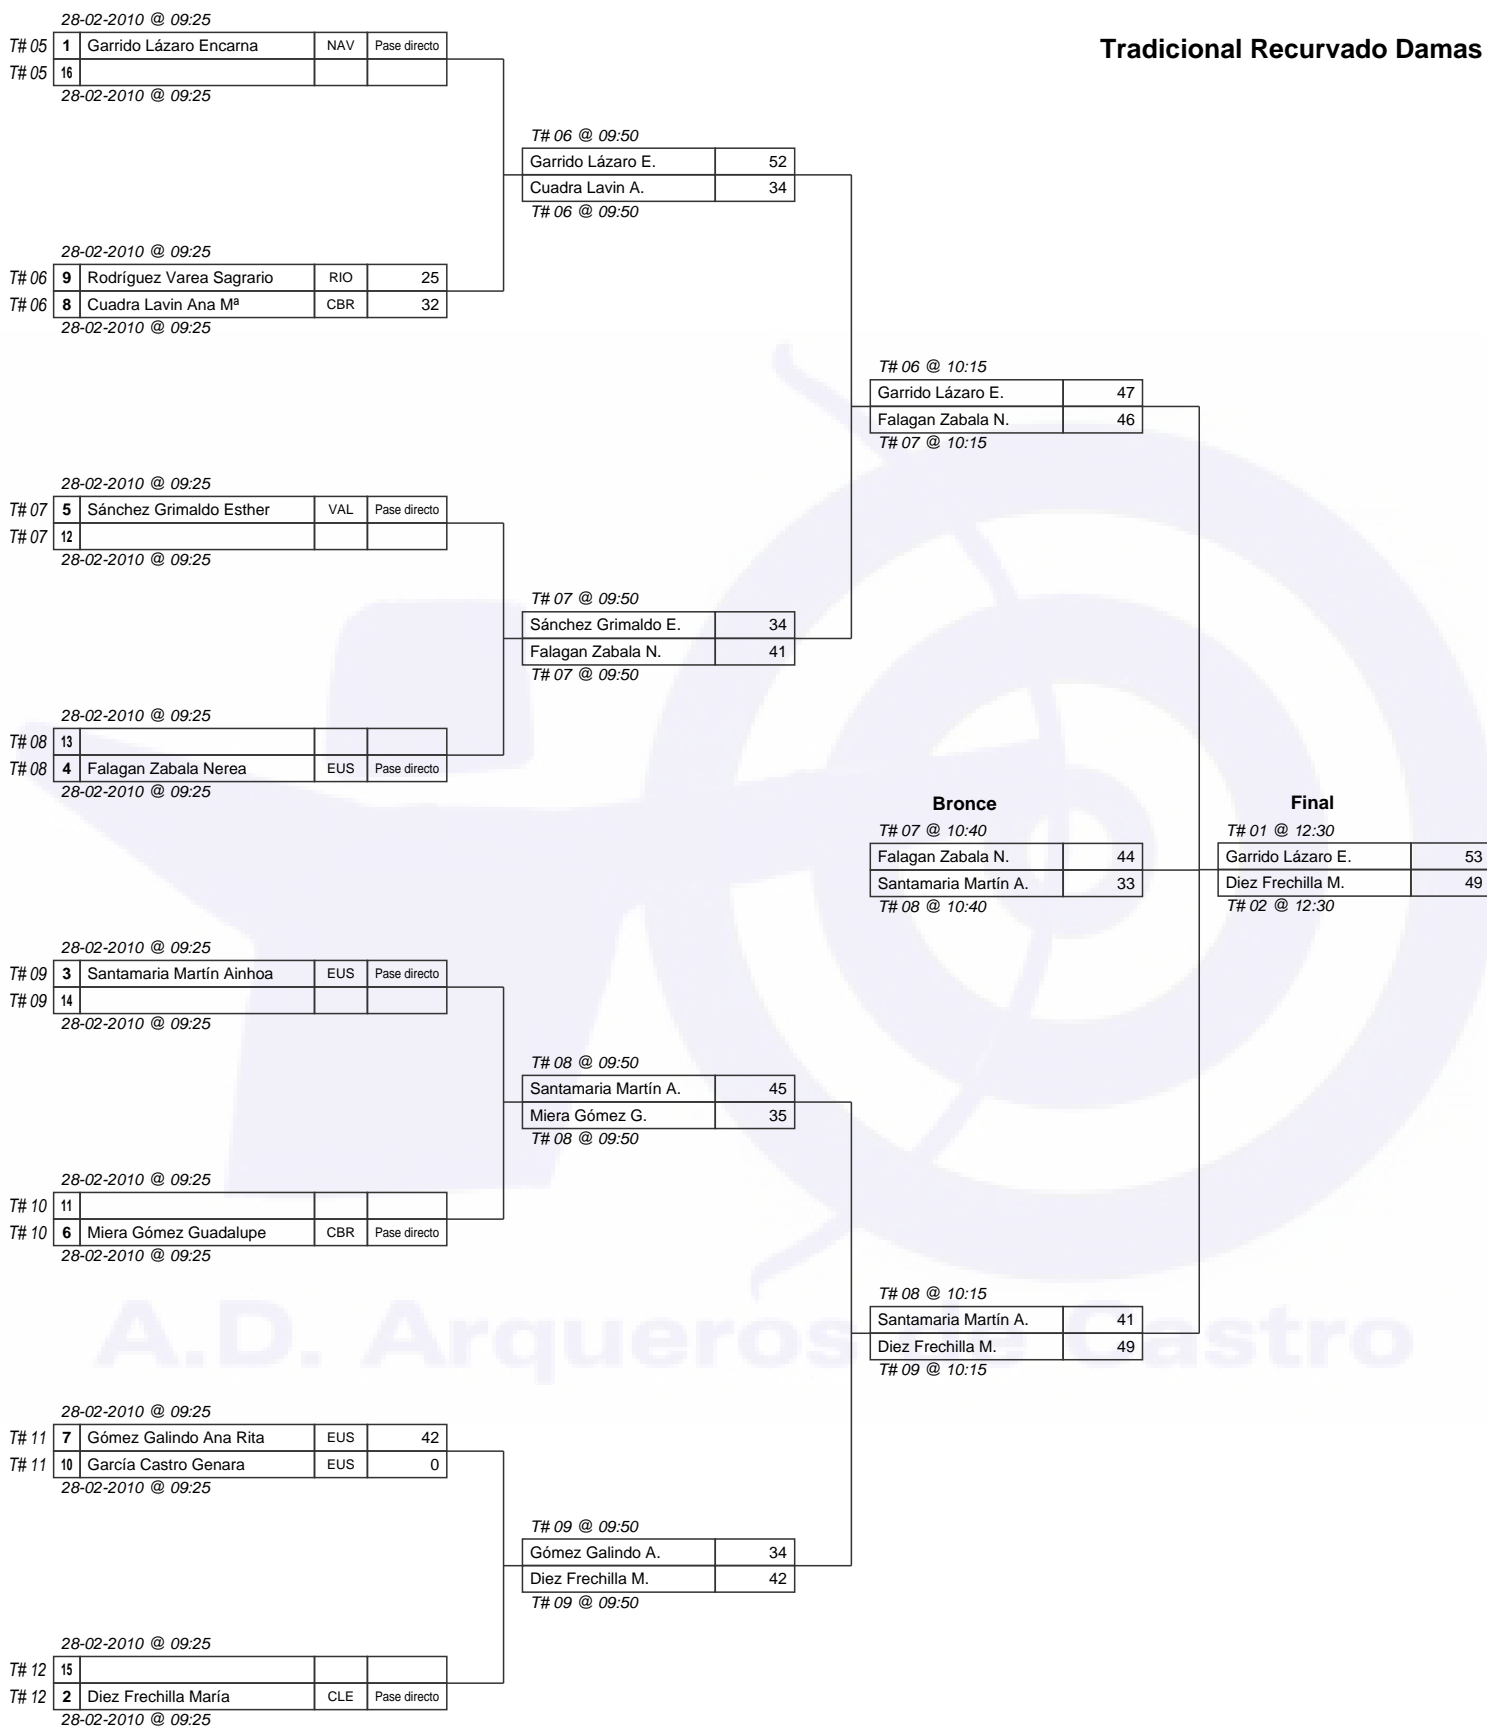 Tradicional Recurvado Damas
28-02-2010 @ 09:25
T# 05 1 Garrido Lázaro Encarna NAV Pase directo
T# 05 16
28-02-2010 @ 09:25
T# 06 @ 09:50
Garrido Lázaro E. 52
Cuadra Lavin A. 34
T# 06 @ 09:50
28-02-2010 @ 09:25
T# 06 9 Rodríguez Varea Sagrario RIO 25
T# 06 8 Cuadra Lavin Ana Mª CBR 32
28-02-2010 @ 09:25
T# 06 @ 10:15
Garrido Lázaro E. 47
Falagan Zabala N. 46
T# 07 @ 10:15
28-02-2010 @ 09:25
T# 07 5 Sánchez Grimaldo Esther VAL Pase directo
T# 07 12
28-02-2010 @ 09:25
T# 07 @ 09:50
Sánchez Grimaldo E. 34
Falagan Zabala N. 41
T# 07 @ 09:50
28-02-2010 @ 09:25
T# 08 13
T# 08 4 Falagan Zabala Nerea EUS Pase directo
28-02-2010 @ 09:25
Bronce
T# 07 @ 10:40
Falagan Zabala N. 44
Santamaria Martín A. 33
T# 08 @ 10:40
Final
T# 01 @ 12:30
Garrido Lázaro E. 53
Diez Frechilla M. 49
T# 02 @ 12:30
28-02-2010 @ 09:25
T# 09 3 Santamaria Martín Ainhoa EUS Pase directo
T# 09 14
28-02-2010 @ 09:25
T# 08 @ 09:50
Santamaria Martín A. 45
Miera Gómez G. 35
T# 08 @ 09:50
28-02-2010 @ 09:25
T# 10 11
T# 10 6 Miera Gómez Guadalupe CBR Pase directo
28-02-2010 @ 09:25
T# 08 @ 10:15
Santamaria Martín A. 41
Diez Frechilla M. 49
T# 09 @ 10:15
A.D. Arqueros de Castro
28-02-2010 @ 09:25
T# 11 7 Gómez Galindo Ana Rita EUS 42
T# 11 10 García Castro Genara EUS 0
28-02-2010 @ 09:25
T# 09 @ 09:50
Gómez Galindo A. 34
Diez Frechilla M. 42
T# 09 @ 09:50
28-02-2010 @ 09:25
T# 12 15
T# 12 2 Diez Frechilla María CLE Pase directo
28-02-2010 @ 09:25